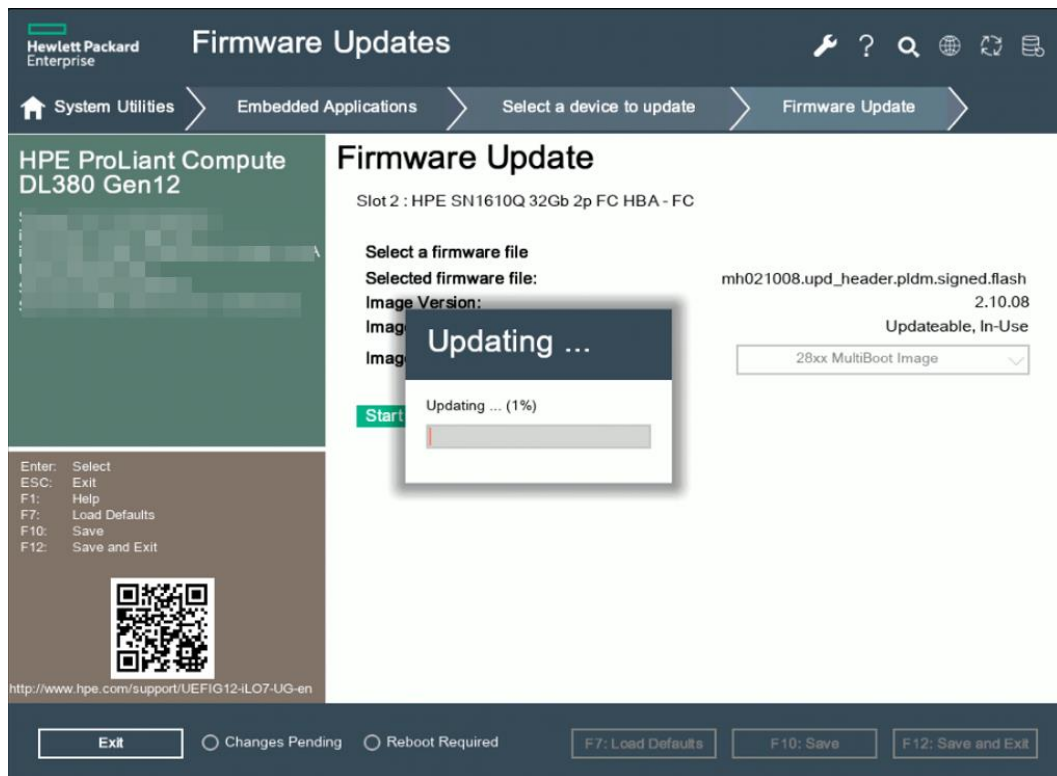 Hewlett Packard
Enterprise
Firmware Updates
System Utilities
Embedded Applications
Select a device to update
Firmware Update
HPE ProLiant Compute
DL380 Gen12
Firmware Update
Slot 2 : HPE SN1610Q 32Gb 2p FC HBA - FC
Select a firmware file
Selected firmware file: mh021008.upd_header.pldm.signed.flash
Image Version: 2.10.08
Updateable, In-Use
28xx MultiBoot Image
Start
Updating ...
Updating ... (1%)
Enter: Select
ESC: Exit
F1: Help
F7: Load Defaults
F10: Save
F12: Save and Exit
http://www.hpe.com/support/UEFIG12-iLO7-UG-en
Exit
Changes Pending
Reboot Required
F7: Load Defaults
F10: Save
F12: Save and Exit